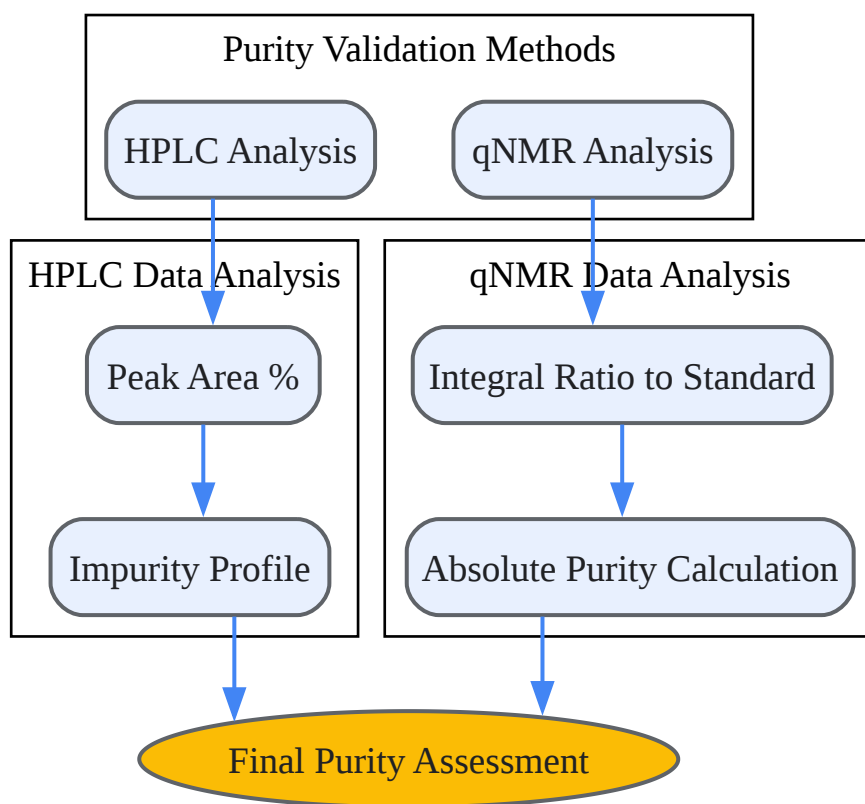 Purity Validation Methods
HPLC Analysis
qNMR Analysis
HPLC Data Analysis
qNMR Data Analysis
Peak Area %
Integral Ratio to Standard
Impurity Profile
Absolute Purity Calculation
Final Purity Assessment